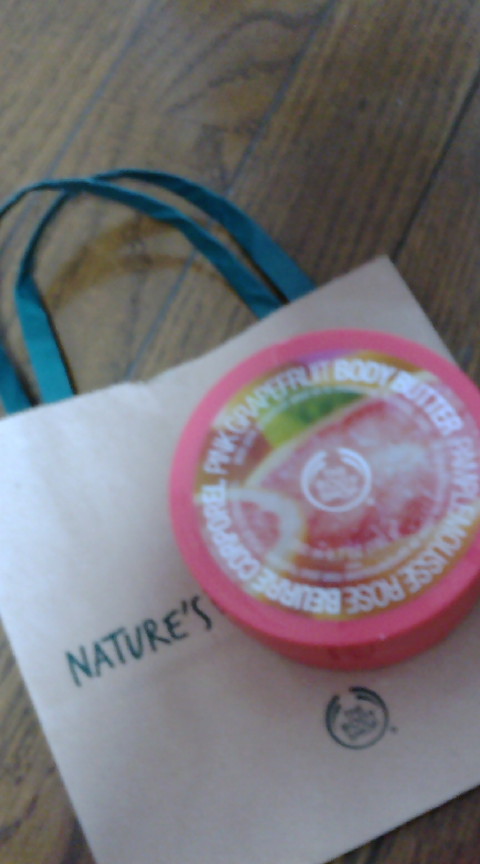 PINK GRAPEFRUIT BODY BUTTER
PAMPLEMOUSSE ROSE BEURRE CORPOREL
NATURE'S